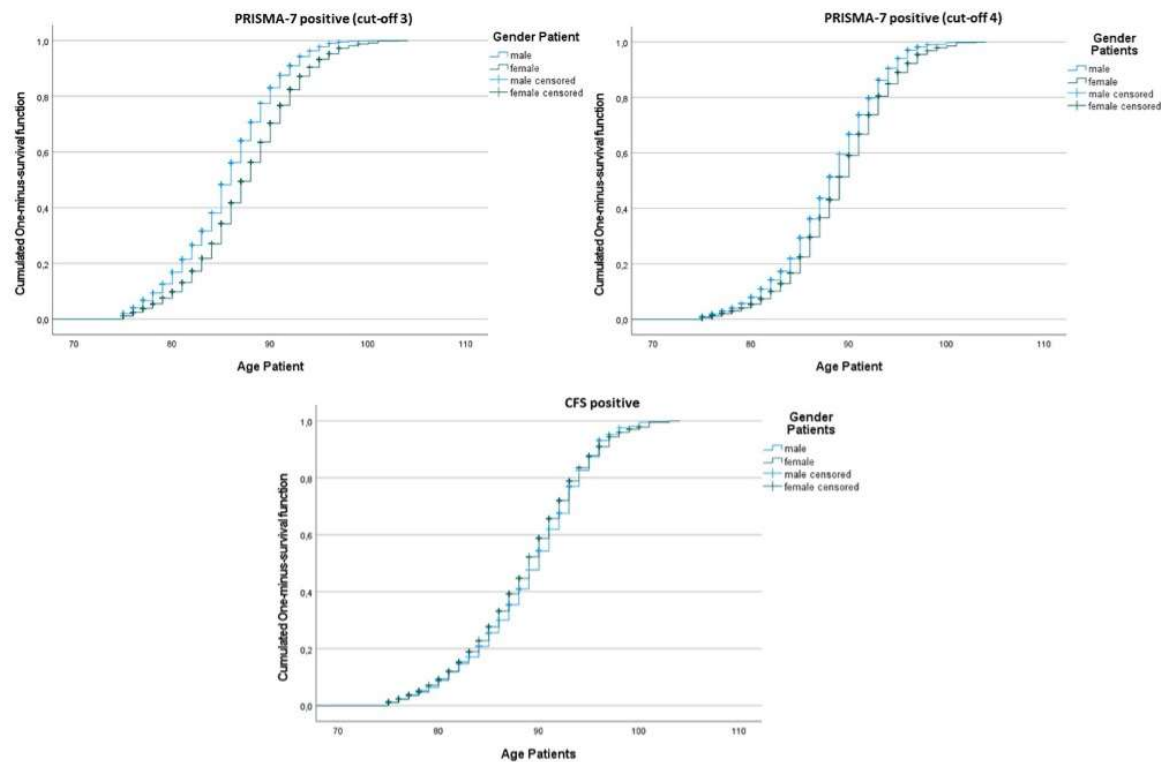 PRISMA-7 positive (cut-off 3)
Cumulated One-minus-survival function
1,0
0,8
0,6
0,4
0,2
0,0
70 80 90 100 110
Age Patient
Gender Patient
male
female
male censored
female censored
PRISMA-7 positive (cut-off 4)
Cumulated One-minus-survival function
1,0
0,8
0,6
0,4
0,2
0,0
70 80 90 100 110
Age Patient
Gender
Patients
male
female
male censored
female censored
CFS positive
Cumulated One-minus-survival function
1,0
0,8
0,6
0,4
0,2
0,0
70 80 90 100 110
Age Patients
Gender
Patients
male
female
male censored
female censored